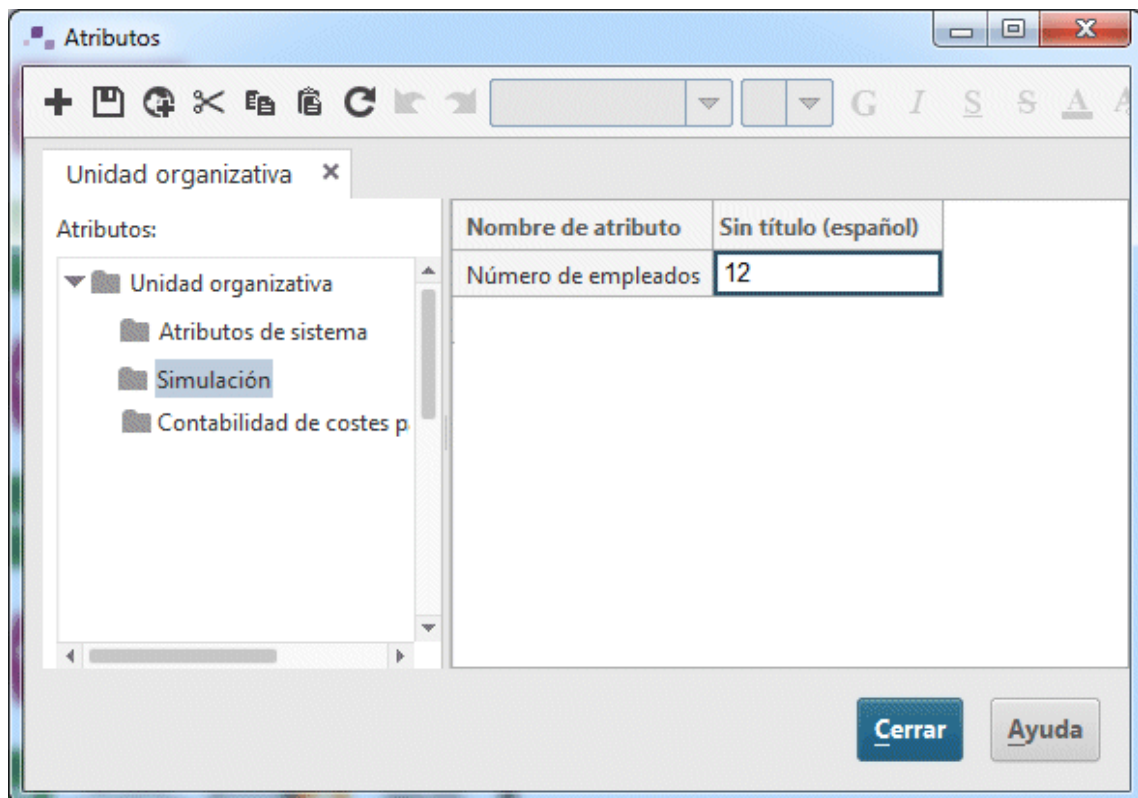 Atributos
G I S S A A
Unidad organizativa
Atributos:
Unidad organizativa
Atributos de sistema
Simulación
Contabilidad de costes p
Nombre de atributo Sin título (español)
Número de empleados 12
Cerrar Ayuda